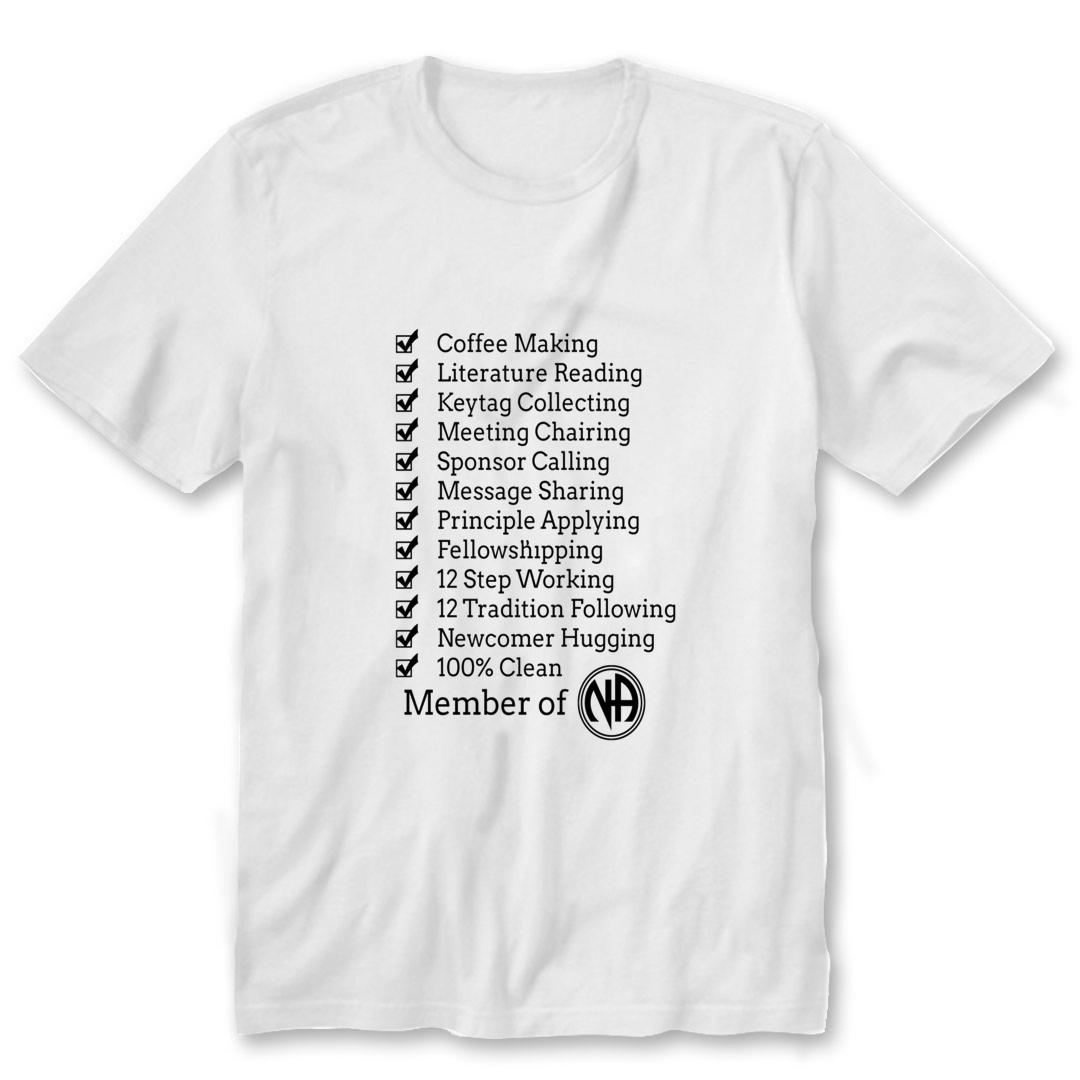 Coffee Making
Literature Reading
Keytag Collecting
Meeting Chairing
Sponsor Calling
Message Sharing
Principle Applying
Fellowshipping
12 Step Working
12 Tradition Following
Newcomer Hugging
100% Clean
Member of NA